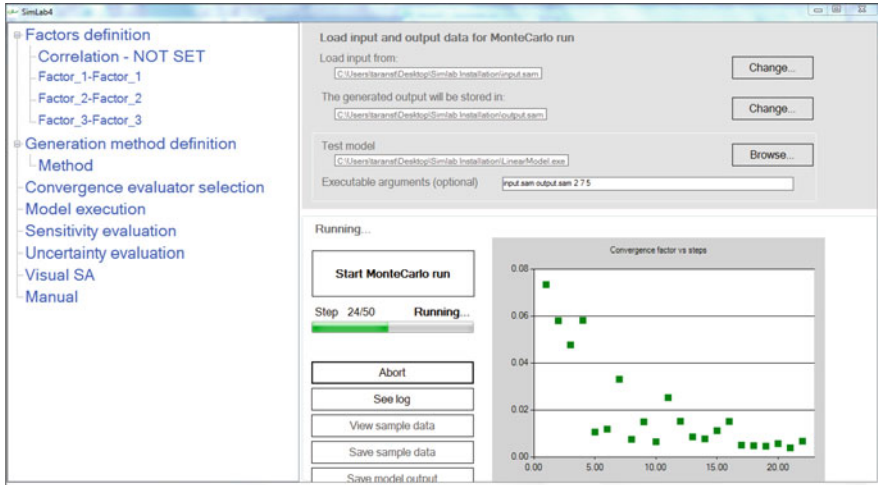 SimLab4
Factors definition
Correlation - NOT SET
Factor_1-Factor_1
Factor_2-Factor_2
Factor_3-Factor_3
Generation method definition
Method
Convergence evaluator selection
Model execution
Sensitivity evaluation
Uncertainty evaluation
Visual SA
Manual
Load input and output data for MonteCarlo run
Load input from:
C:\Users\taransf\Desktop\Simlab Installation\input.sam
Change...
The generated output will be stored in:
C:\Users\taransf\Desktop\Simlab Installation\output.sam
Change...
Test model
C:\Users\taransf\Desktop\Simlab Installation\LinearModel.exe
Browse...
Executable arguments (optional)
input.sam output.sam 2 7 5
Running...
Start MonteCarlo run
Step 24/50 Running...
Abort
See log
View sample data
Save sample data
Save model output
Convergence factor vs steps
0.08
0.06
0.04
0.02
0.00
0.00 5.00 10.00 15.00 20.00